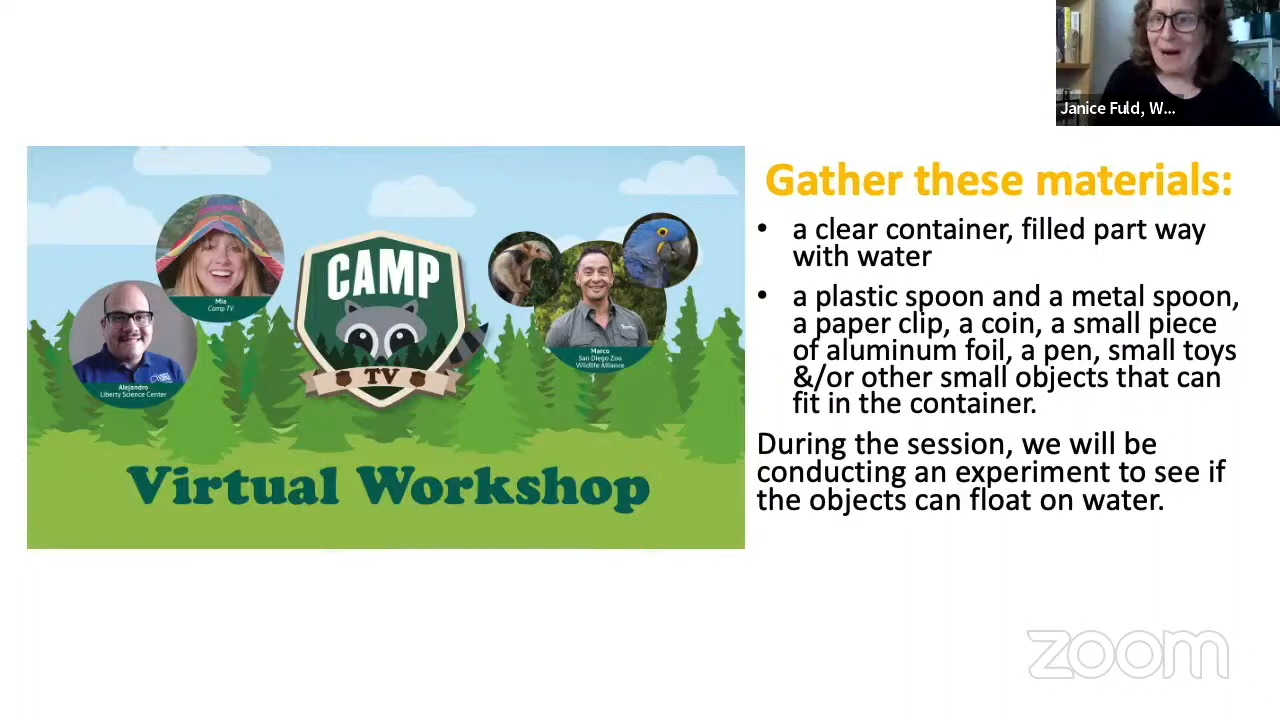 Janice Fuld, W...
CAMP
TV
Mia
Camp TV
Alejandro
Liberty Science Center
Marco
San Diego Zoo
Wildlife Alliance
Virtual Workshop
Gather these materials:
• a clear container, filled part way
with water
• a plastic spoon and a metal spoon,
a paper clip, a coin, a small piece
of aluminum foil, a pen, small toys
&/or other small objects that can
fit in the container.
During the session, we will be
conducting an experiment to see if
the objects can float on water.
zoom